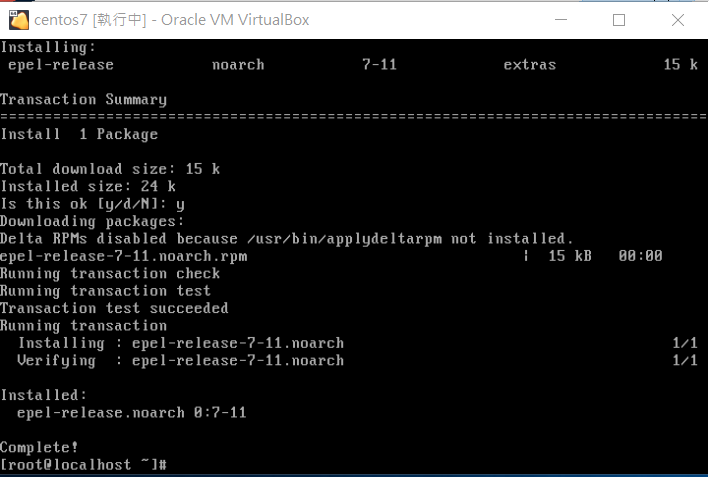 centos7 [執行中] - Oracle VM VirtualBox
Installing:
epel-release noarch 7-11 extras 15 k
Transaction Summary
================================================================================
Install  1 Package
Total download size: 15 k
Installed size: 24 k
Is this ok [y/d/N]: y
Downloading packages:
Delta RPMs disabled because /usr/bin/applydeltarpm not installed.
epel-release-7-11.noarch.rpm | 15 kB 00:00
Running transaction check
Running transaction test
Transaction test succeeded
Running transaction
Installing : epel-release-7-11.noarch 1/1
Verifying  : epel-release-7-11.noarch 1/1
Installed:
epel-release.noarch 0:7-11
Complete!
[root@localhost ~]#